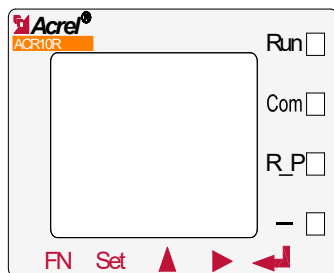 Acrel®
ACR10R
Run
Com
R_P
–
FN Set